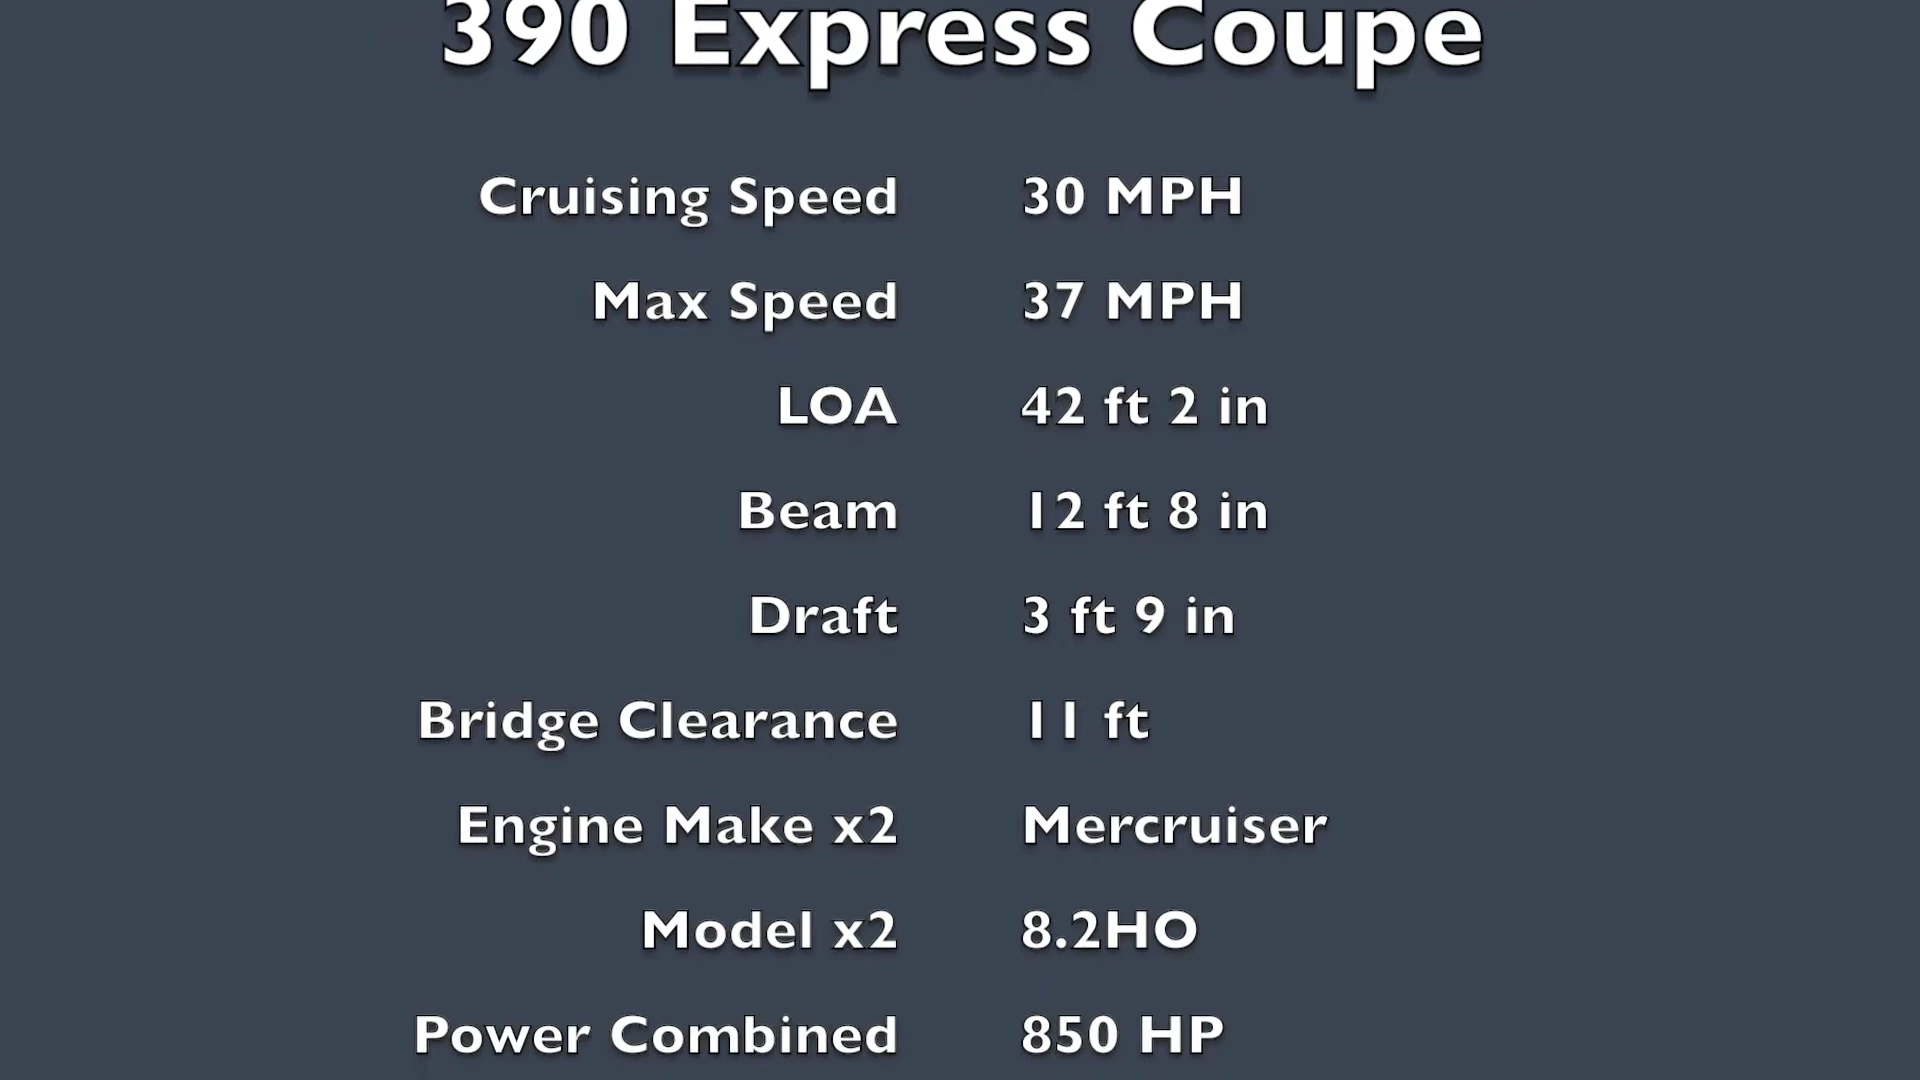 390 Express Coupe
Cruising Speed 30 MPH
Max Speed 37 MPH
LOA 42 ft 2 in
Beam 12 ft 8 in
Draft 3 ft 9 in
Bridge Clearance 11 ft
Engine Make x2 Mercruiser
Model x2 8.2HO
Power Combined 850 HP